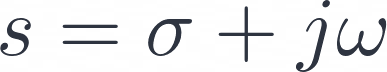 s = σ + jω